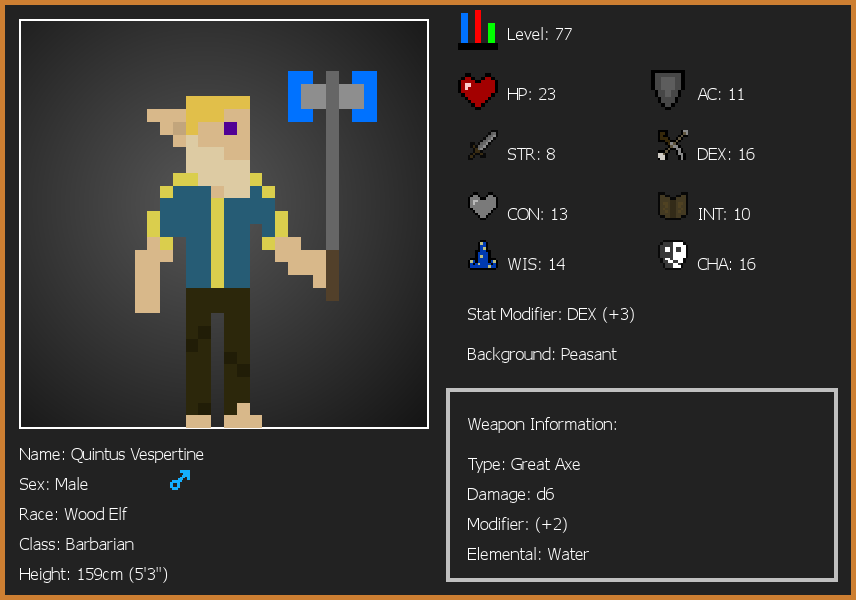 Level: 77
HP: 23
AC: 11
STR: 8
DEX: 16
CON: 13
INT: 10
WIS: 14
CHA: 16
Stat Modifier: DEX (+3)
Background: Peasant
Weapon Information:
Type: Great Axe
Damage: d6
Modifier: (+2)
Elemental: Water
Name: Quintus Vespertine
Sex: Male
Race: Wood Elf
Class: Barbarian
Height: 159cm (5'3")